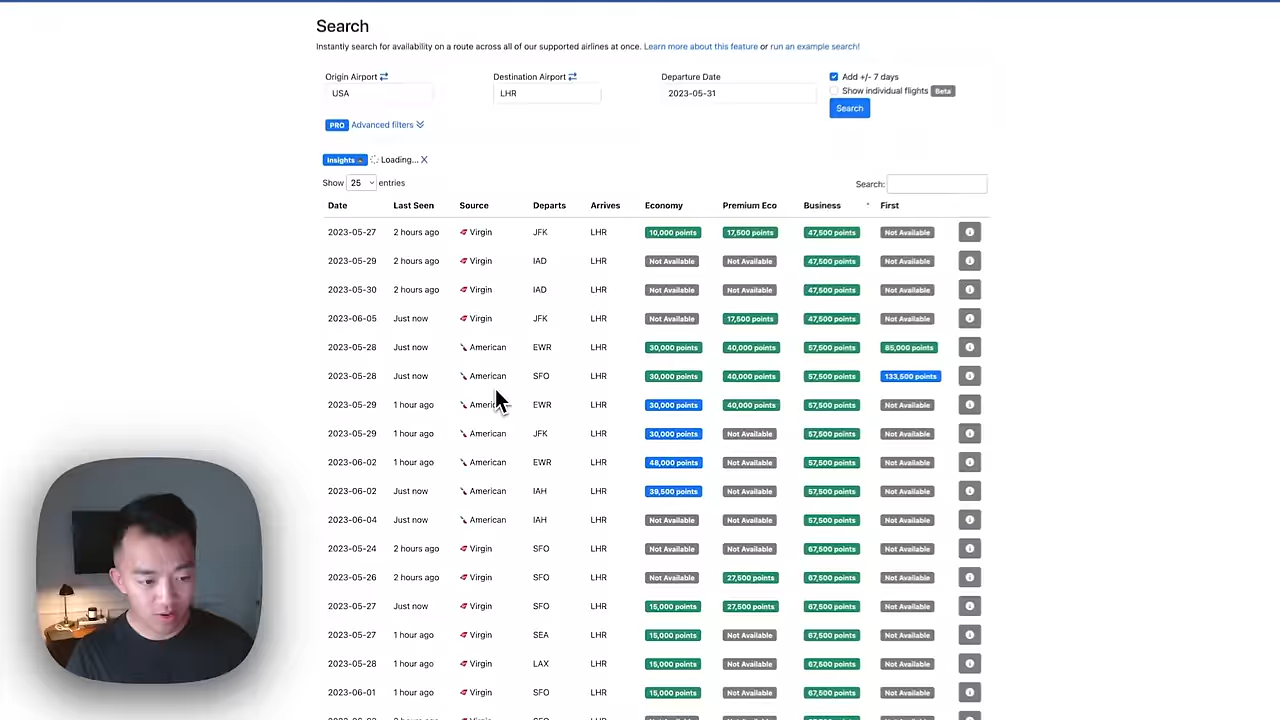 Search
Instantly search for availability on a route across all of our supported airlines at once. Learn more about this feature or run an example search!
Origin Airport Destination Airport Departure Date Add +/- 7 days
USA LHR 2023-05-31 Show individual flights Beta
Search
PRO Advanced filters
Insights Loading... X
Show 25 entries Search:
Date Last Seen Source Departs Arrives Economy Premium Eco Business First
2023-05-27 2 hours ago Virgin JFK LHR 10,000 points 17,500 points 47,500 points Not Available
2023-05-29 2 hours ago Virgin IAD LHR Not Available Not Available 47,500 points Not Available
2023-05-30 2 hours ago Virgin IAD LHR Not Available Not Available 47,500 points Not Available
2023-06-05 Just now Virgin JFK LHR Not Available 17,500 points 47,500 points Not Available
2023-05-28 Just now American EWR LHR 30,000 points 40,000 points 57,500 points 85,000 points
2023-05-28 Just now American SFO LHR 30,000 points 40,000 points 57,500 points 133,500 points
2023-05-29 1 hour ago American EWR LHR 30,000 points 40,000 points 57,500 points Not Available
2023-05-29 1 hour ago American JFK LHR 30,000 points Not Available 57,500 points Not Available
2023-06-02 1 hour ago American EWR LHR 48,000 points Not Available 57,500 points Not Available
2023-06-02 Just now American IAH LHR 39,500 points Not Available 57,500 points Not Available
2023-06-04 Just now American IAH LHR Not Available Not Available 57,500 points Not Available
2023-05-24 2 hours ago Virgin SFO LHR Not Available Not Available 67,500 points Not Available
2023-05-26 2 hours ago Virgin SFO LHR Not Available 27,500 points 67,500 points Not Available
2023-05-27 Just now Virgin SFO LHR 15,000 points 27,500 points 67,500 points Not Available
2023-05-27 1 hour ago Virgin SEA LHR 15,000 points Not Available 67,500 points Not Available
2023-05-28 1 hour ago Virgin LAX LHR 15,000 points Not Available 67,500 points Not Available
2023-06-01 1 hour ago Virgin SFO LHR 15,000 points Not Available 67,500 points Not Available